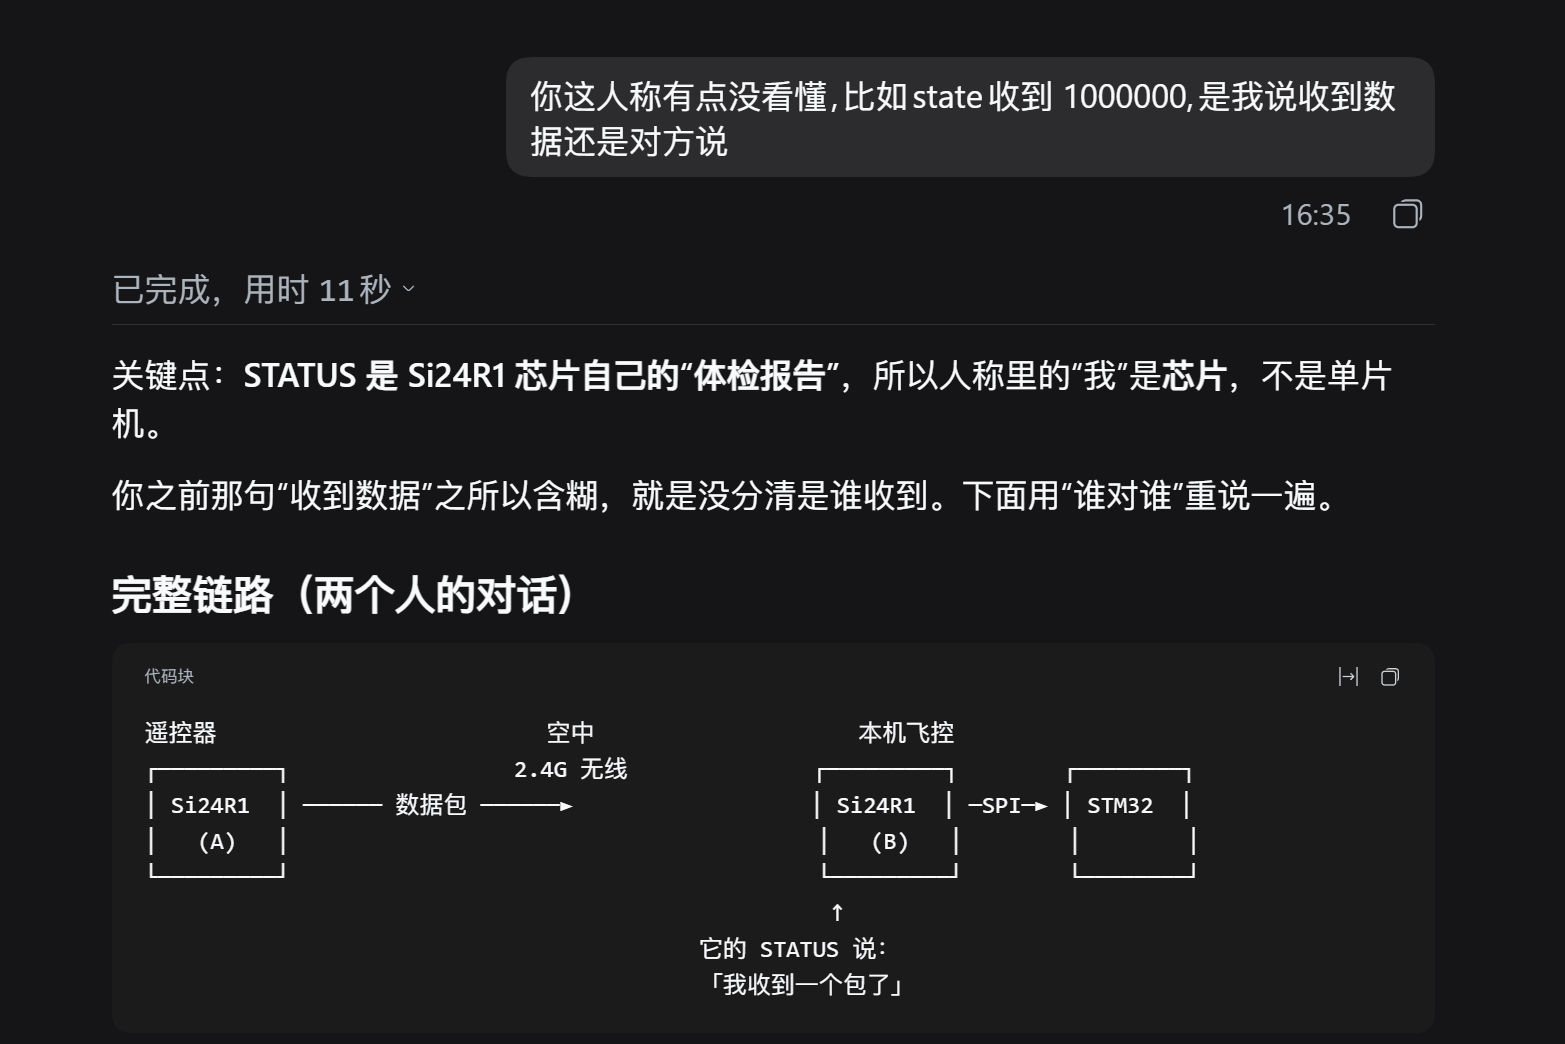 你这人称有点没看懂,比如state收到 1000000,是我说收到数
据还是对方说
16:35
已完成，用时 11秒
关键点：STATUS 是 Si24R1 芯片自己的“体检报告”，所以人称里的“我”是芯片，不是单片
机。
你之前那句“收到数据”之所以含糊，就是没分清是谁收到。下面用“谁对谁”重说一遍。
完整链路（两个人的对话）
代码块
遥控器 空中 本机飞控
2.4G 无线
Si24R1 数据包 Si24R1 SPI STM32
(A) (B)
↑
它的 STATUS 说：
「我收到一个包了」